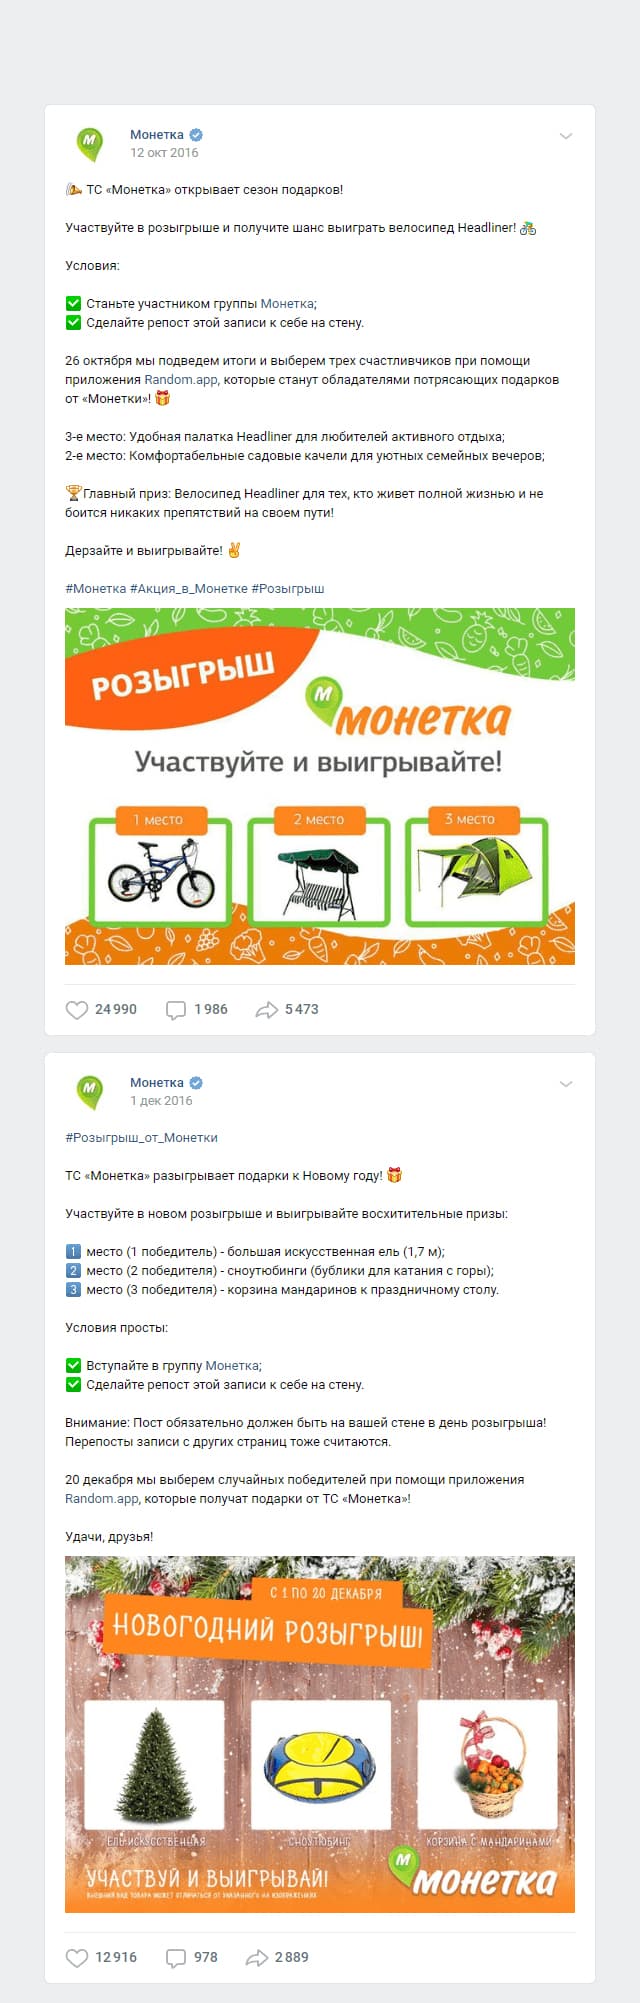 Монетка
12 окт 2016
ТС «Монетка» открывает сезон подарков!
Участвуйте в розыгрыше и получите шанс выиграть велосипед Headliner! 🚴
Условия:
✅ Станьте участником группы Монетка;
✅ Сделайте репост этой записи к себе на стену.
26 октября мы подведем итоги и выберем трех счастливчиков при помощи
приложения Random.app, которые станут обладателями потрясающих подарков
от «Монетки»! 🎁
3-е место: Удобная палатка Headliner для любителей активного отдыха;
2-е место: Комфортабельные садовые качели для уютных семейных вечеров;
🏆Главный приз: Велосипед Headliner для тех, кто живет полной жизнью и не
боится никаких препятствий на своем пути!
Дерзайте и выигрывайте! ✌
#Монетка #Акция_в_Монетке #Розыгрыш
РОЗЫГРЫШ
М
МОНЕТКА
Участвуйте и выигрывайте!
1 место 2 место 3 место
24 990 1 986 5 473
Монетка
1 дек 2016
#Розыгрыш_от_Монетки
ТС «Монетка» разыгрывает подарки к Новому году! 🎁
Участвуйте в новом розыгрыше и выигрывайте восхитительные призы:
1 место (1 победитель) - большая искусственная ель (1,7 м);
2 место (2 победителя) - сноутюбинги (бублики для катания с горы);
3 место (3 победителя) - корзина мандаринов к праздничному столу.
Условия просты:
✅ Вступайте в группу Монетка;
✅ Сделайте репост этой записи к себе на стену.
Внимание: Пост обязательно должен быть на вашей стене в день розыгрыша!
Перепосты записи с других страниц тоже считаются.
20 декабря мы выберем случайных победителей при помощи приложения
Random.app, которые получат подарки от ТС «Монетка»!
Удачи, друзья!
С 1 ПО 20 ДЕКАБРЯ
НОВОГОДНИЙ РОЗЫГРЫШ!
ЕЛЬ ИСКУССТВЕННАЯ СНОУТЮБИНГ КОРЗИНА С МАНДАРИНАМИ
УЧАСТВУЙ И ВЫИГРЫВАЙ!
ВНЕШНИЙ ВИД ТОВАРА МОЖЕТ ОТЛИЧАТЬСЯ ОТ УКАЗАННОГО НА ИЗОБРАЖЕНИЯХ
М
МОНЕТКА
12 916 978 2 889